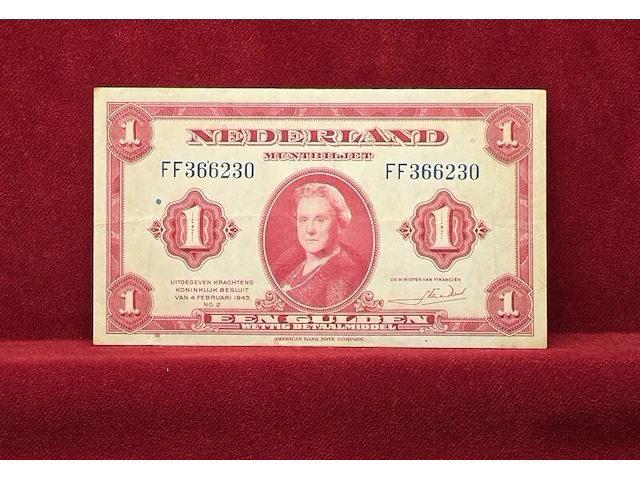 1 1
NEDERLAND
MUNTBILJET
FF366230 FF366230
1 1
UITGEGEVEN KRACHTENS
KONINKLIJK BESLUIT
VAN 4 FEBRUARI 1943,
NO. 2
DE MINISTER VAN FINANCIËN
1 1
EEN GULDEN
WETTIG BETAALMIDDEL
AMERICAN BANK NOTE COMPANY.